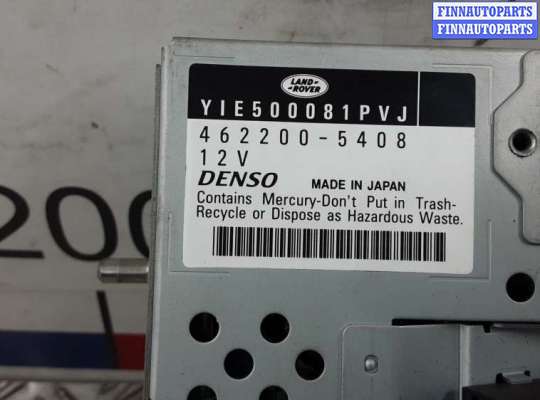 FINNAUTOPARTS
FINNAUTOPARTS
LAND-
ROVER
YIE500081PVJ
462200-5408
12V
DENSO MADE IN JAPAN
Contains Mercury-Don't Put in Trash-
Recycle or Dispose as Hazardous Waste.
200